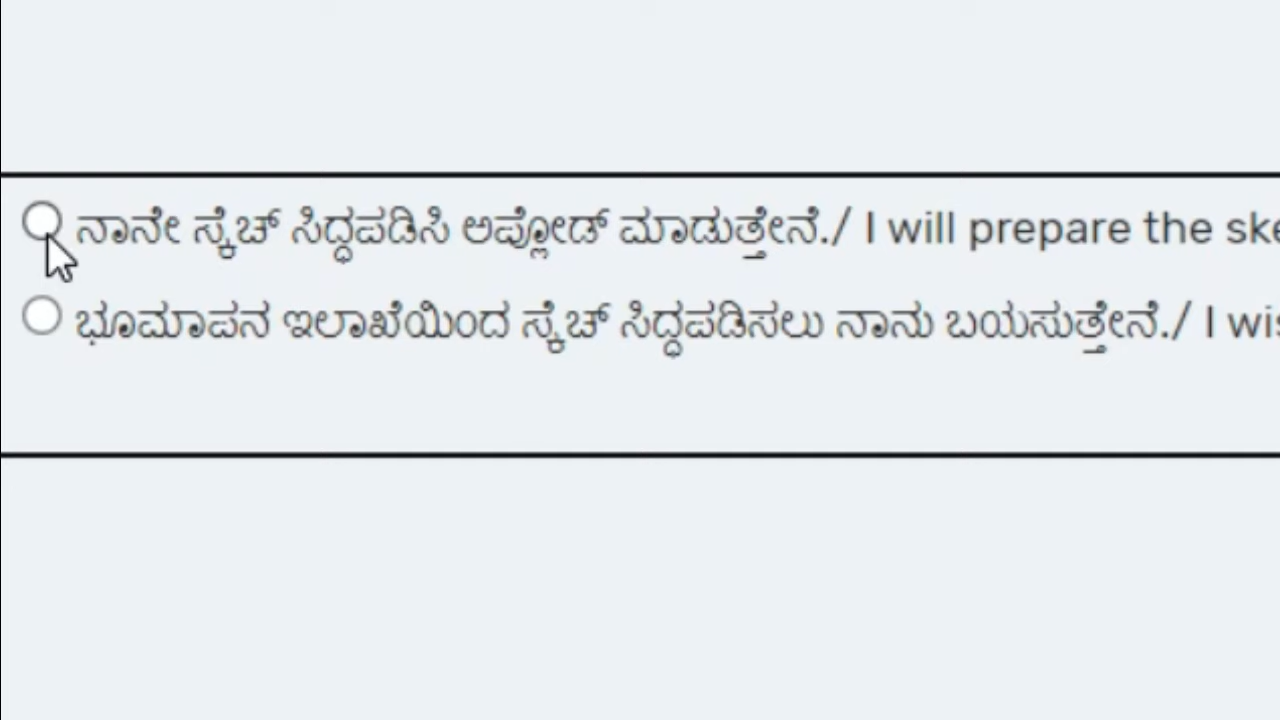 ನಾನೇ ಸ್ಕೆಚ್ ಸಿದ್ಧಪಡಿಸಿ ಅಪ್ಲೋಡ್ ಮಾಡುತ್ತೇನೆ./ I will prepare the ske
ಭೂಮಾಪನ ಇಲಾಖೆಯಿಂದ ಸ್ಕೆಚ್ ಸಿದ್ಧಪಡಿಸಲು ನಾನು ಬಯಸುತ್ತೇನೆ./ I wis